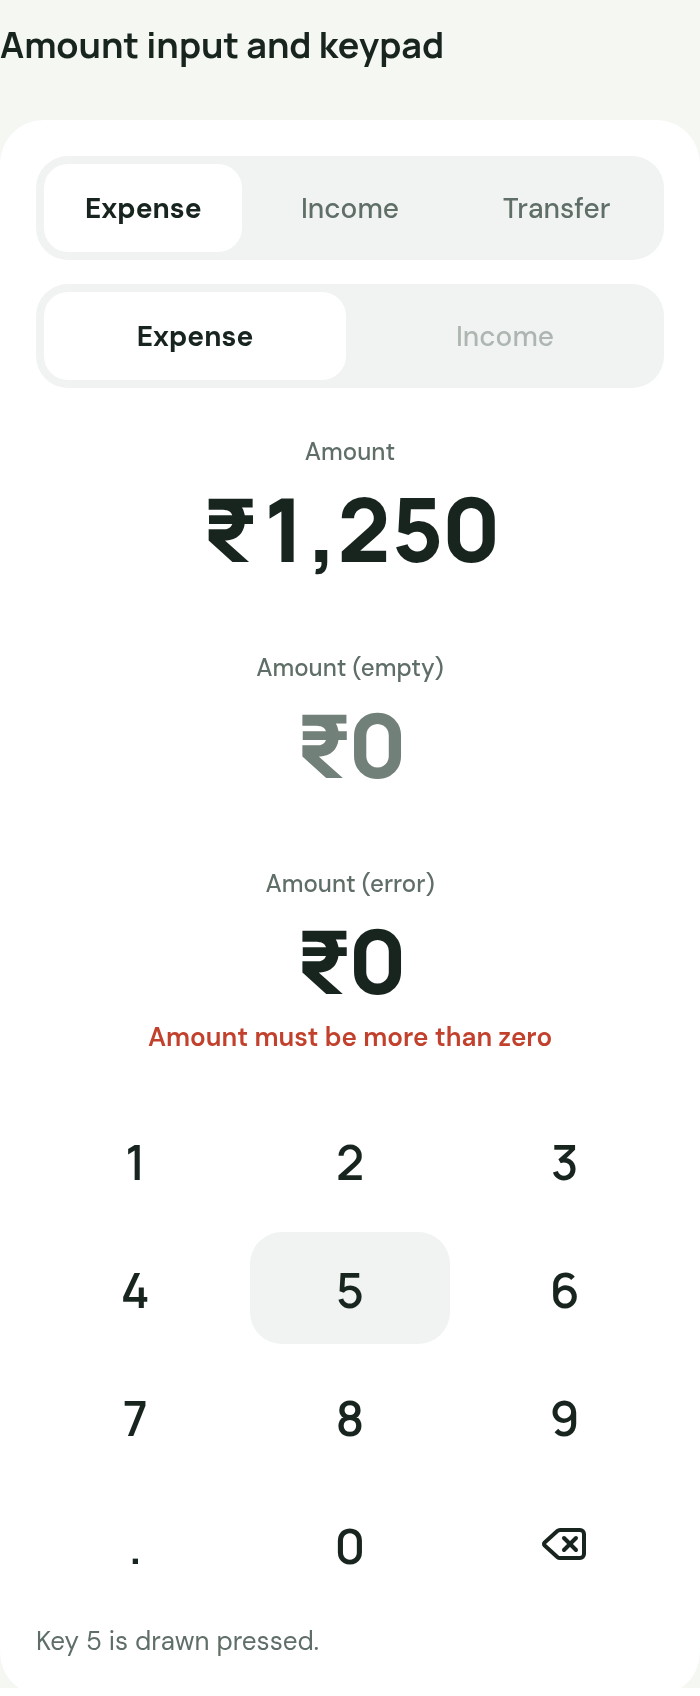 Amount input and keypad
Expense Income Transfer
Expense Income
Amount
₹1,250
Amount (empty)
₹0
Amount (error)
₹0
Amount must be more than zero
1 2 3
4 5 6
7 8 9
. 0
Key 5 is drawn pressed.